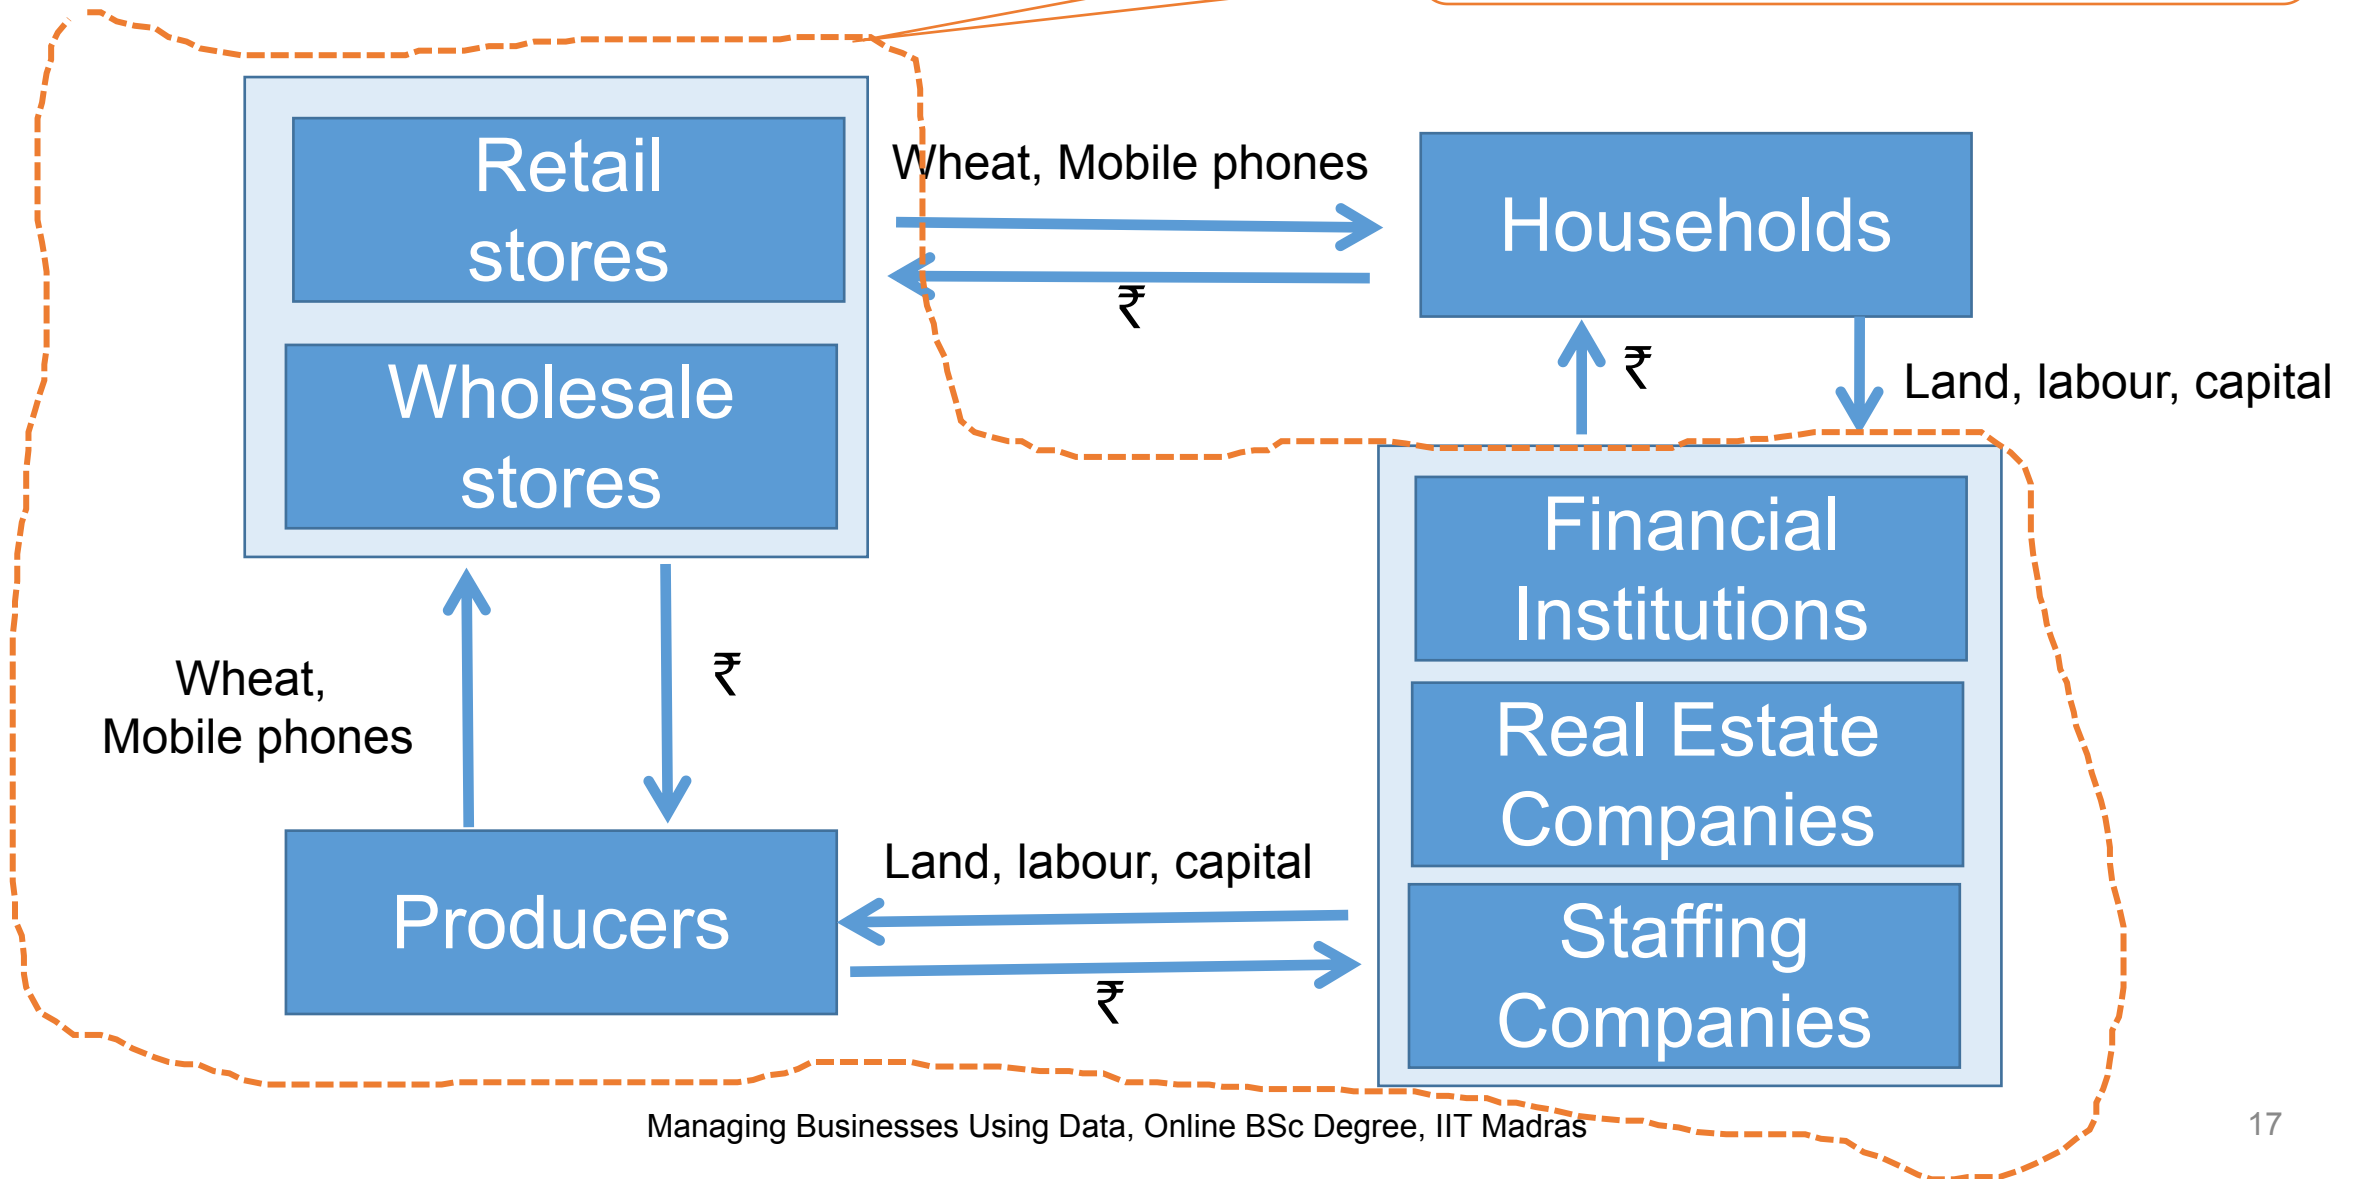 Retail
stores
Wheat, Mobile phones
Households
₹
Wholesale
stores
₹
Land, labour, capital
Financial
Institutions
Wheat,
Mobile phones
₹
Real Estate
Companies
Land, labour, capital
Producers
₹
Staffing
Companies
Managing Businesses Using Data, Online BSc Degree, IIT Madras
17